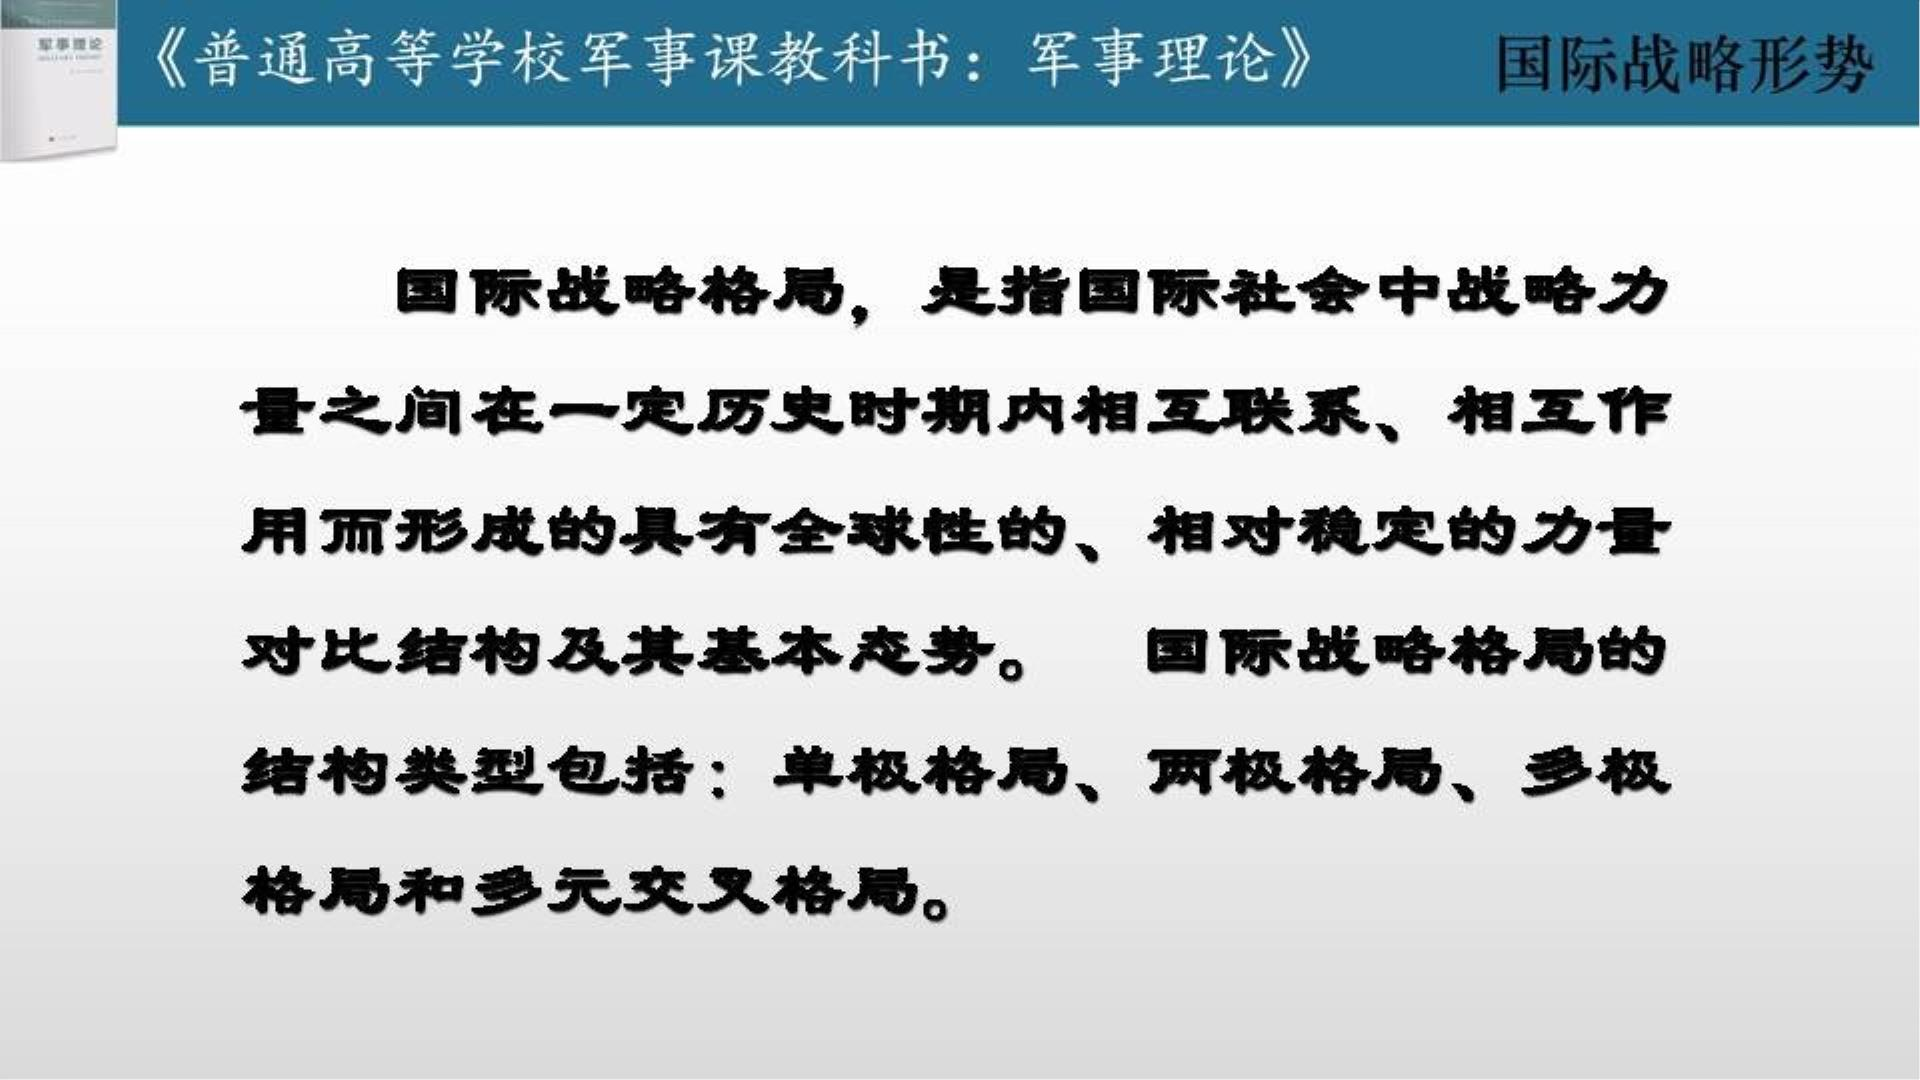 军事理论
《普通高等学校军事课教科书：军事理论》
国际战略形势
国际战略格局，是指国际社会中战略力
量之间在一定历史时期内相互联系、相互作
用而形成的具有全球性的、相对稳定的力量
对比结构及其基本态势。 国际战略格局的
结构类型包括：单极格局、两极格局、多极
格局和多元交叉格局。